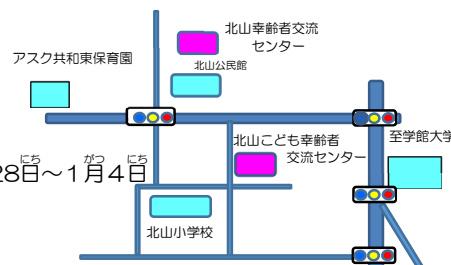 北山幸齢者交流
センター
アスク共和東保育園
北山公民館
北山こども幸齢者
交流センター
至学館大学
にち がつ にち
28日～1月4日
北山小学校